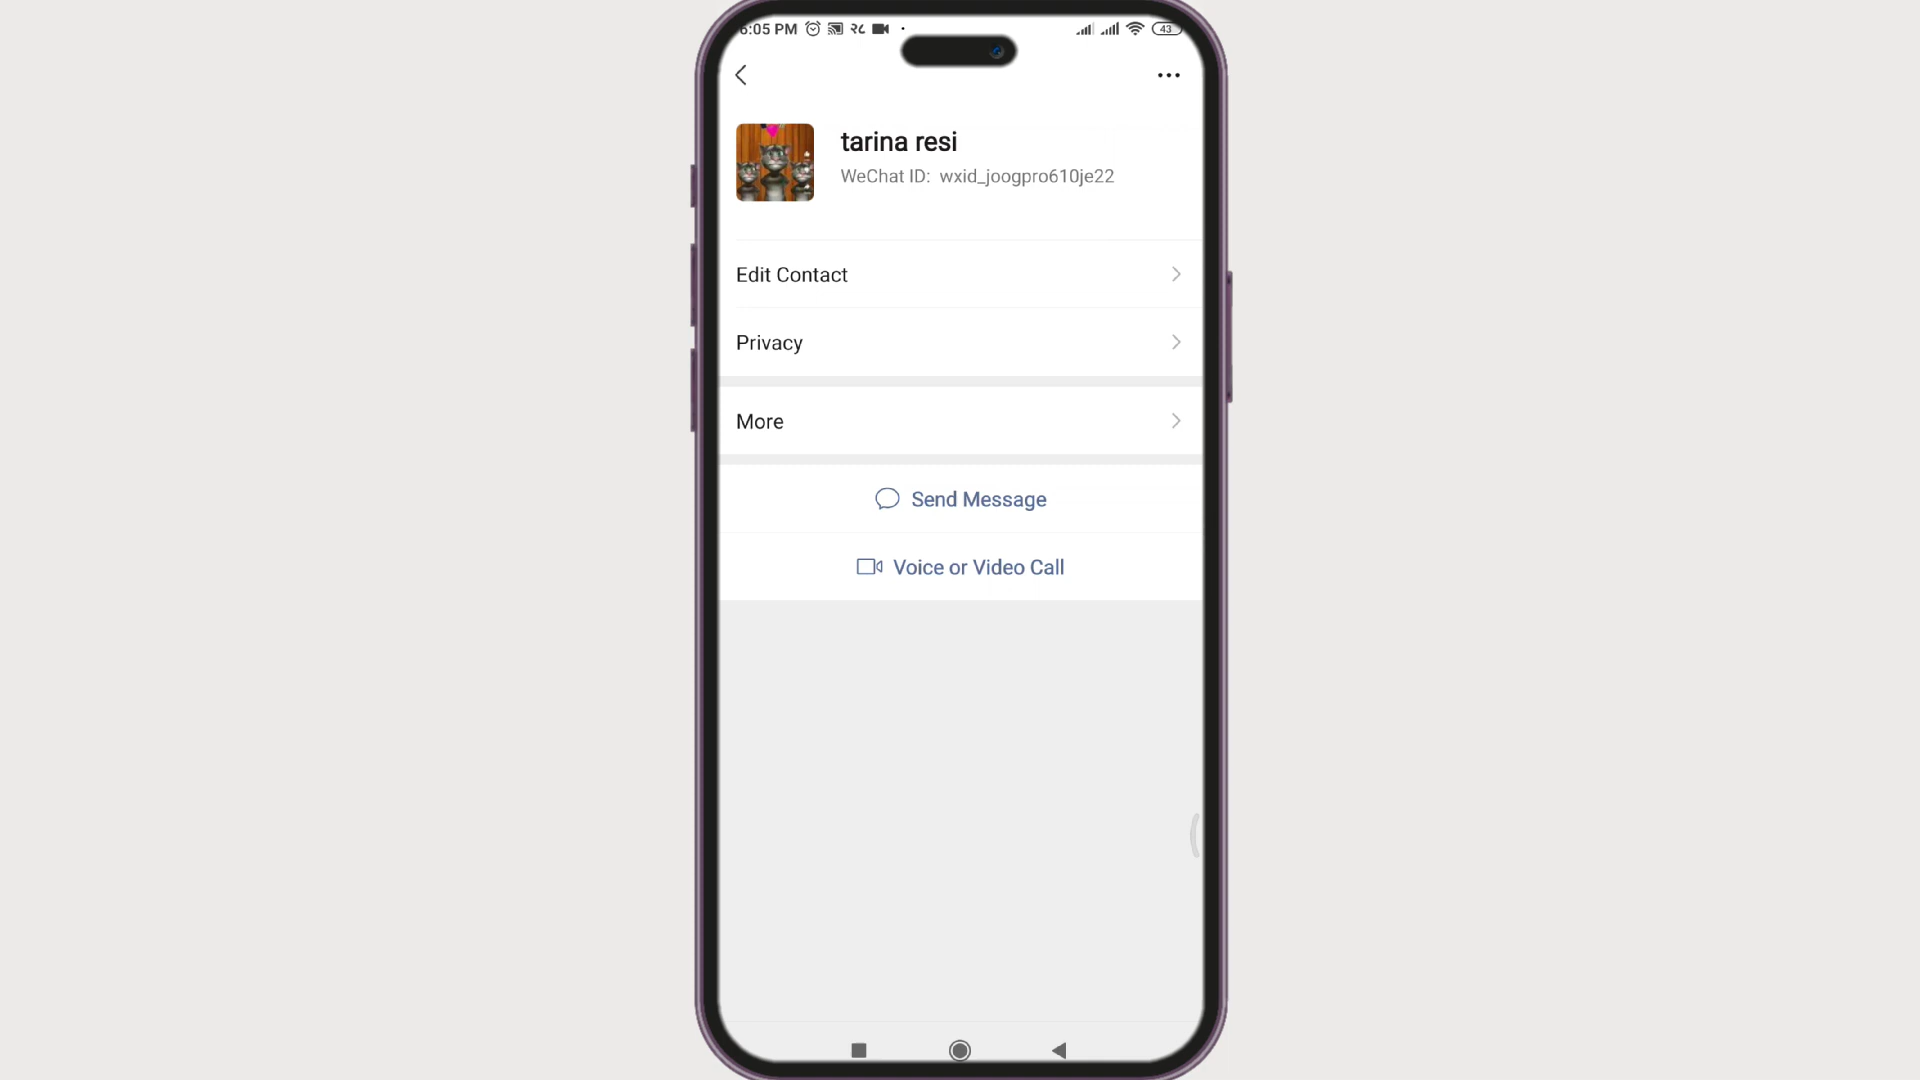 6:05 PM २८ 43
tarina resi
WeChat ID: wxid_joogpro610je22
Edit Contact
Privacy
More
Send Message
Voice or Video Call